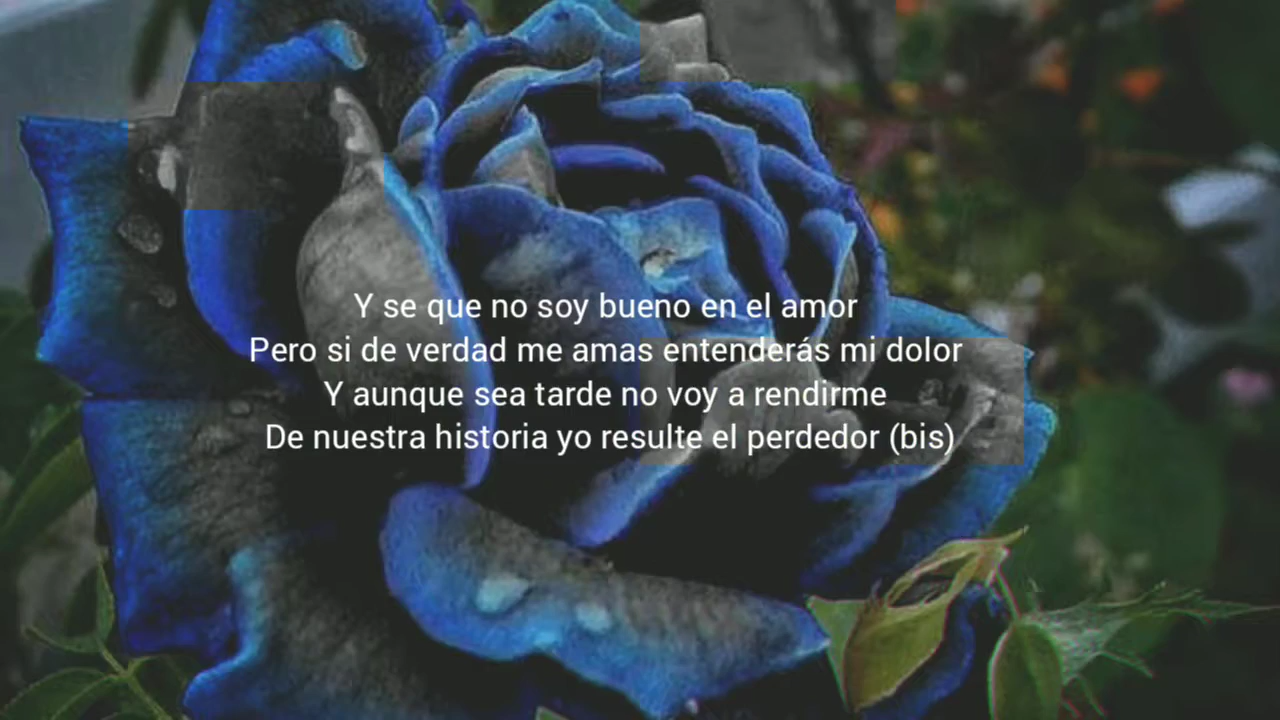 Y se que no soy bueno en el amor
Pero si de verdad me amas entenderás mi dolor
Y aunque sea tarde no voy a rendirme
De nuestra historia yo resulte el perdedor (bis)